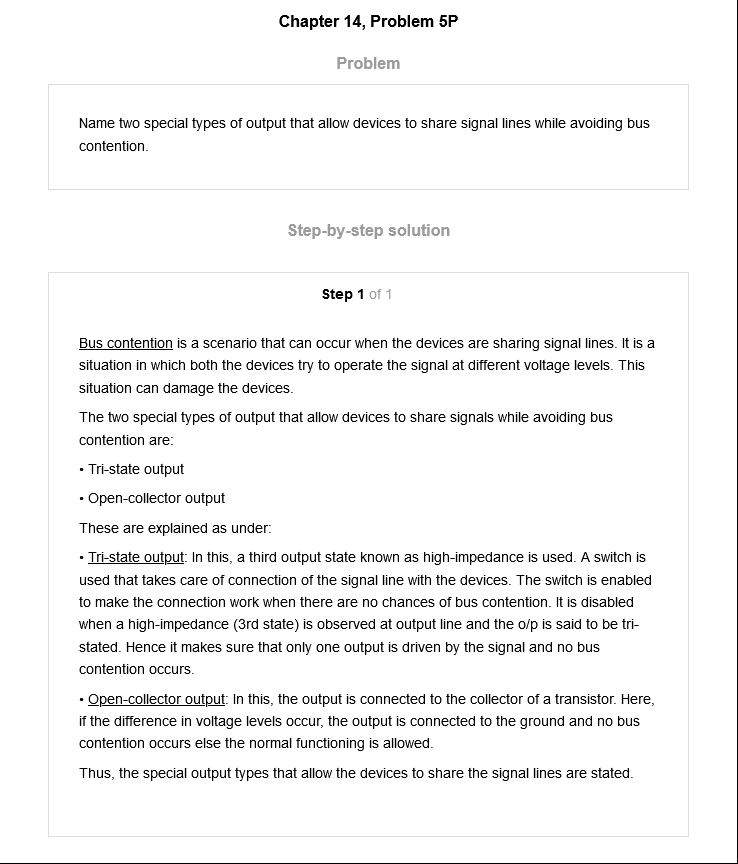 Chapter 14, Problem 5P
Problem
Name two special types of output that allow devices to share signal lines while avoiding bus
contention.
Step-by-step solution
Step 1 of 1
Bus contention is a scenario that can occur when the devices are sharing signal lines. It is a
situation in which both the devices try to operate the signal at different voltage levels. This
situation can damage the devices.
The two special types of output that allow devices to share signals while avoiding bus
contention are:
• Tri-state output
• Open-collector output
These are explained as under:
• Tri-state output: In this, a third output state known as high-impedance is used. A switch is
used that takes care of connection of the signal line with the devices. The switch is enabled
to make the connection work when there are no chances of bus contention. It is disabled
when a high-impedance (3rd state) is observed at output line and the o/p is said to be tri-
stated. Hence it makes sure that only one output is driven by the signal and no bus
contention occurs.
• Open-collector output: In this, the output is connected to the collector of a transistor. Here,
if the difference in voltage levels occur, the output is connected to the ground and no bus
contention occurs else the normal functioning is allowed.
Thus, the special output types that allow the devices to share the signal lines are stated.